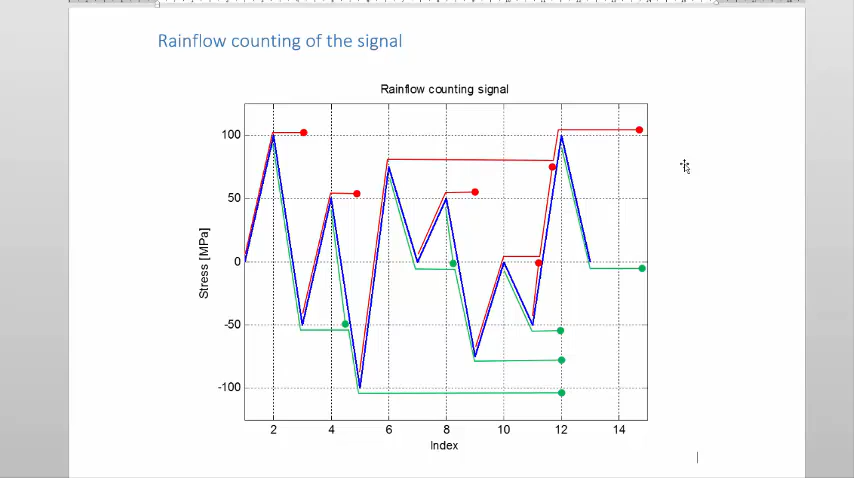 Rainflow counting of the signal
Rainflow counting signal
100
50
0
-50
-100
Stress [MPa]
2 4 6 8 10 12 14
Index